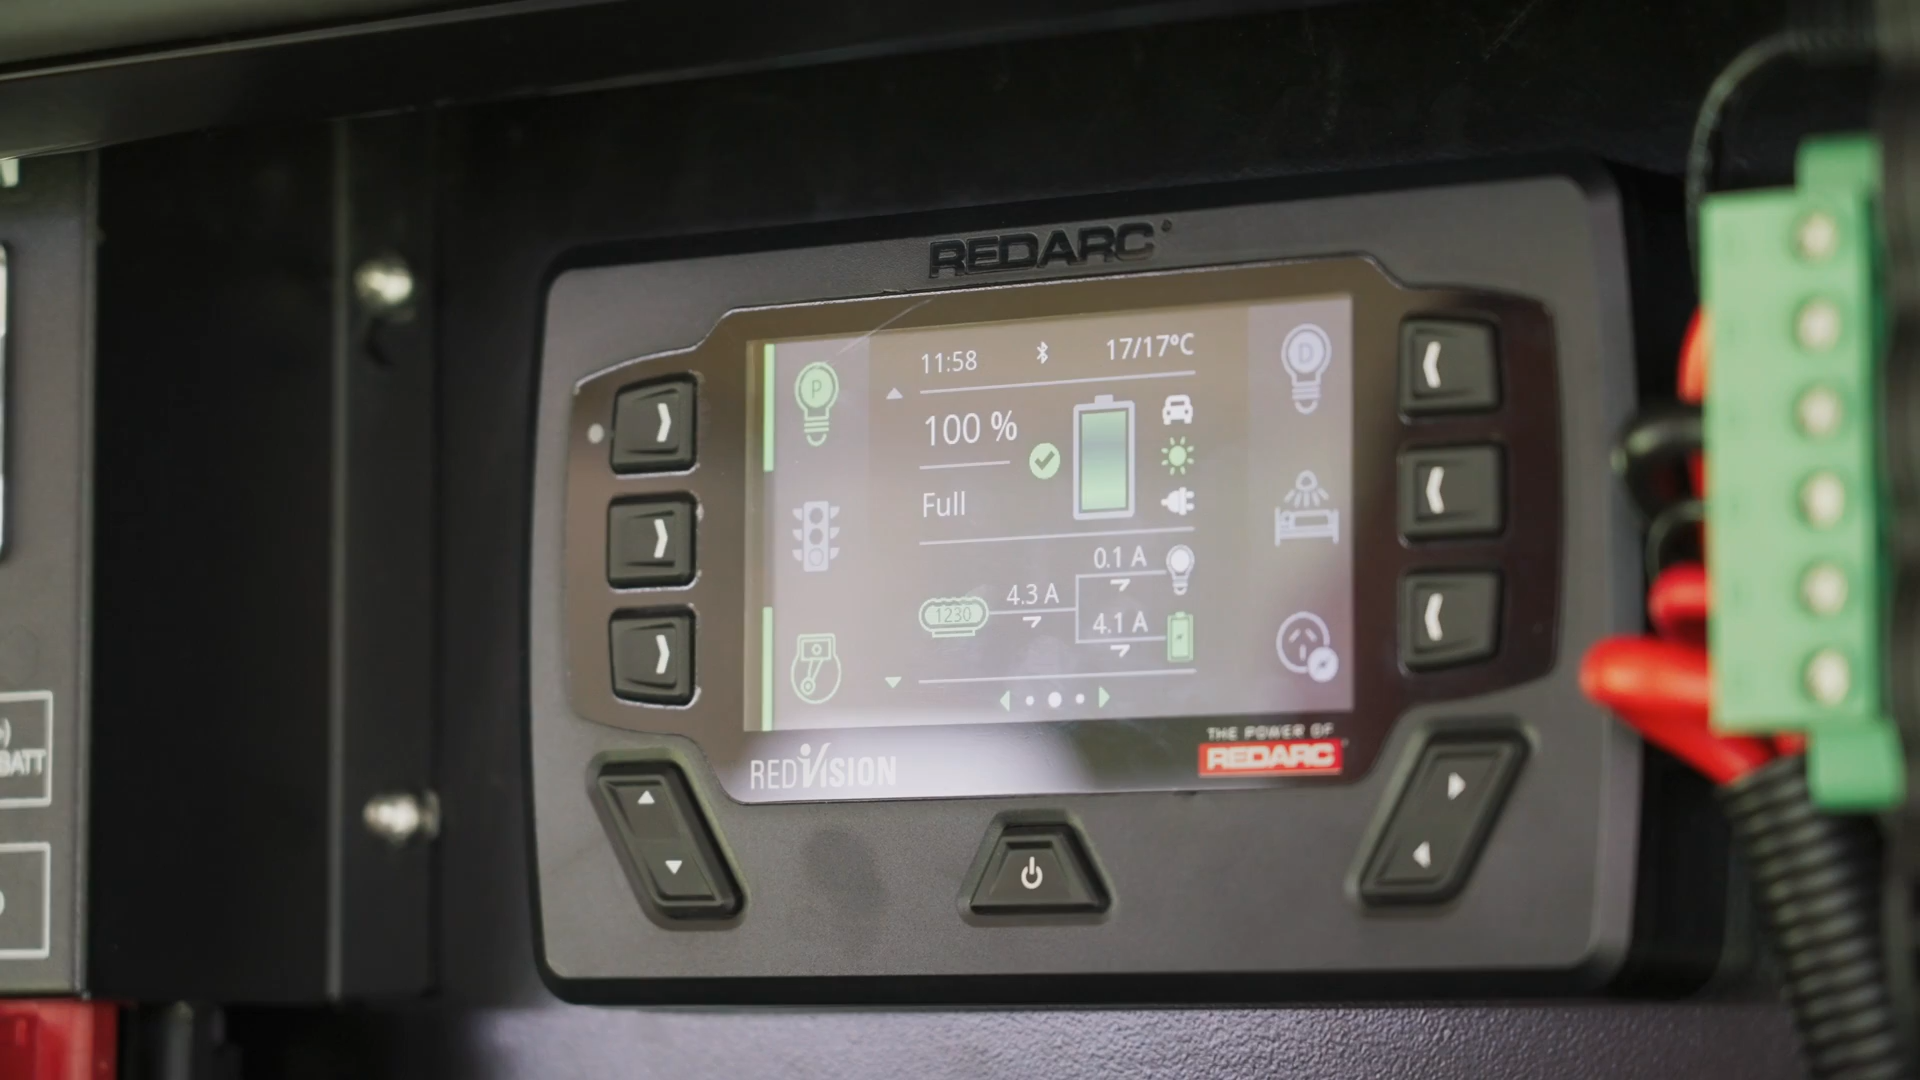 REDARC
11:58 17/17°C
100 %
Full
P
D
0.1 A
1230 4.3 A
4.1 A
REDVISION
THE POWER OF
REDARC
BATT